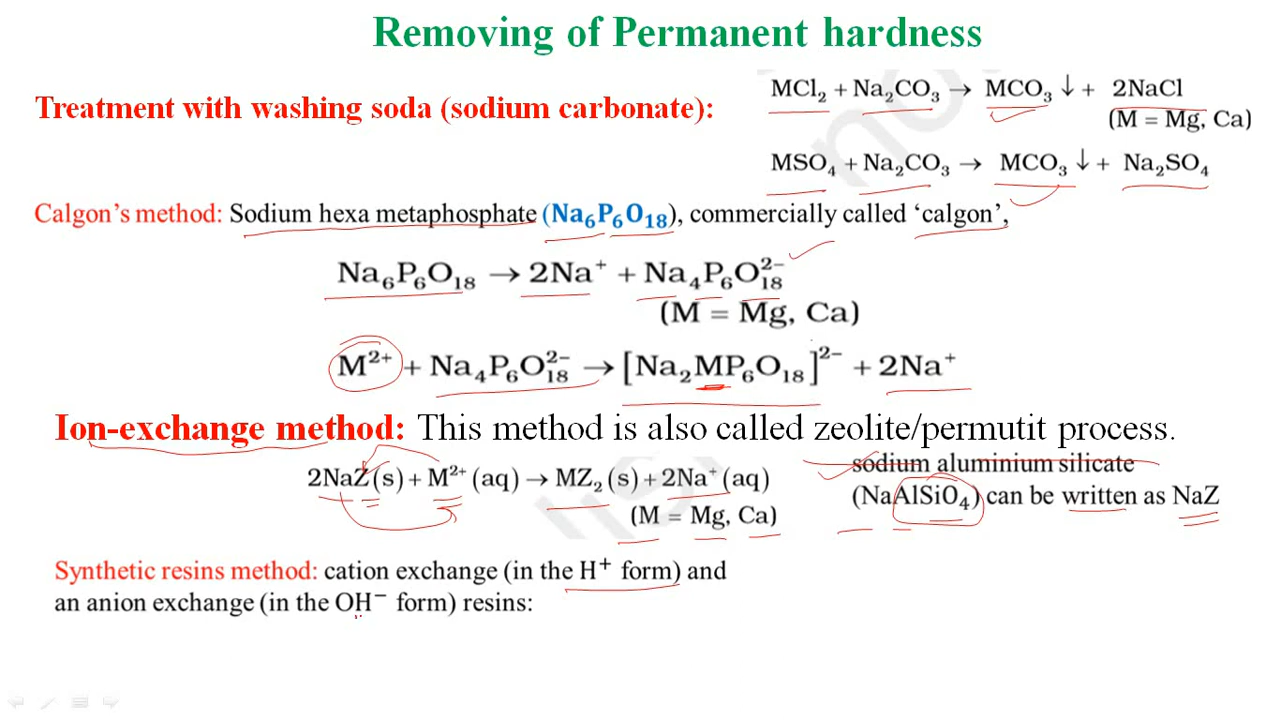 Removing of Permanent hardness
Treatment with washing soda (sodium carbonate):
MCl₂ + Na₂CO₃ → MCO₃ ↓ + 2NaCl
(M = Mg, Ca)
MSO₄ + Na₂CO₃ → MCO₃ ↓ + Na₂SO₄
Calgon's method: Sodium hexa metaphosphate (Na₆P₆O₁₈), commercially called 'calgon',
Na₆P₆O₁₈ → 2Na⁺ + Na₄P₆O₁₈²⁻
(M = Mg, Ca)
M²⁺ + Na₄P₆O₁₈²⁻ → [Na₂MP₆O₁₈]²⁻ + 2Na⁺
Ion-exchange method: This method is also called zeolite/permutit process.
2NaZ(s) + M²⁺(aq) → MZ₂(s) + 2Na⁺(aq)
(M = Mg, Ca)
sodium aluminium silicate
(NaAlSiO₄) can be written as NaZ
Synthetic resins method: cation exchange (in the H⁺ form) and
an anion exchange (in the OH⁻ form) resins: